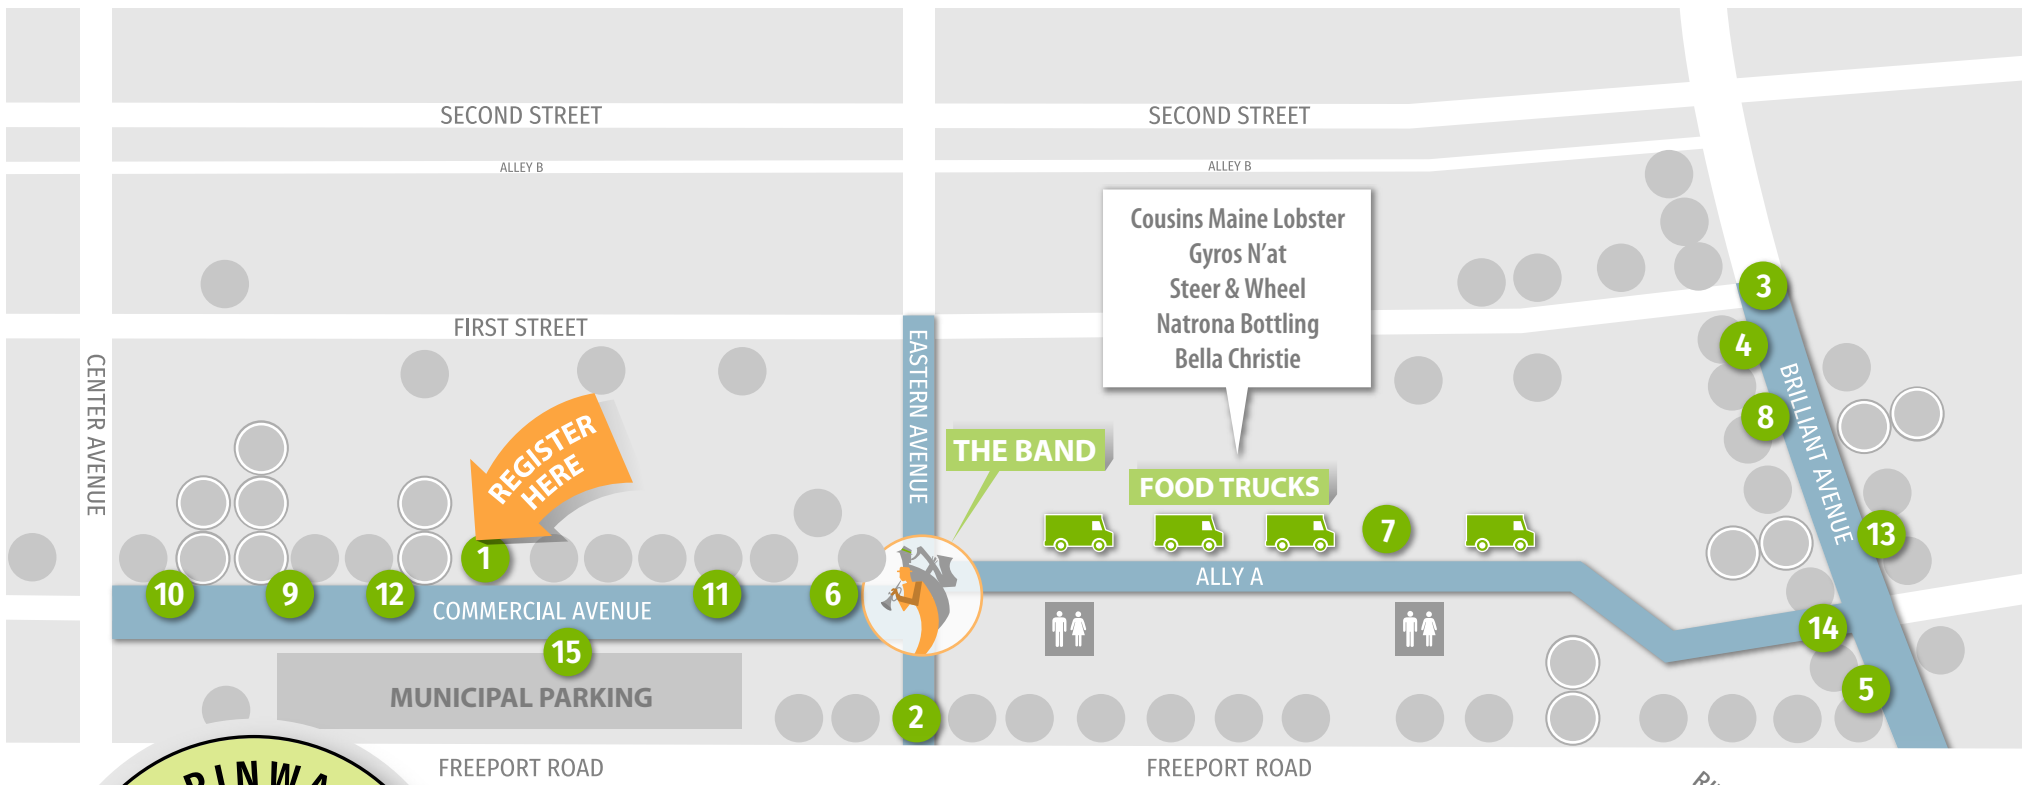 SECOND STREET
SECOND STREET
ALLEY B
ALLEY B
Cousins Maine Lobster
Gyros N'at
Steer & Wheel
Natrona Bottling
Bella Christie
FIRST STREET
CENTER AVENUE
EASTERN AVENUE
BRILLIANT AVENUE
REGISTER
HERE
THE BAND
FOOD TRUCKS
3
4
8
7
13
1
10
9
12
11
6
COMMERCIAL AVENUE
ALLY A
15
14
5
2
MUNICIPAL PARKING
FREEPORT ROAD
FREEPORT ROAD